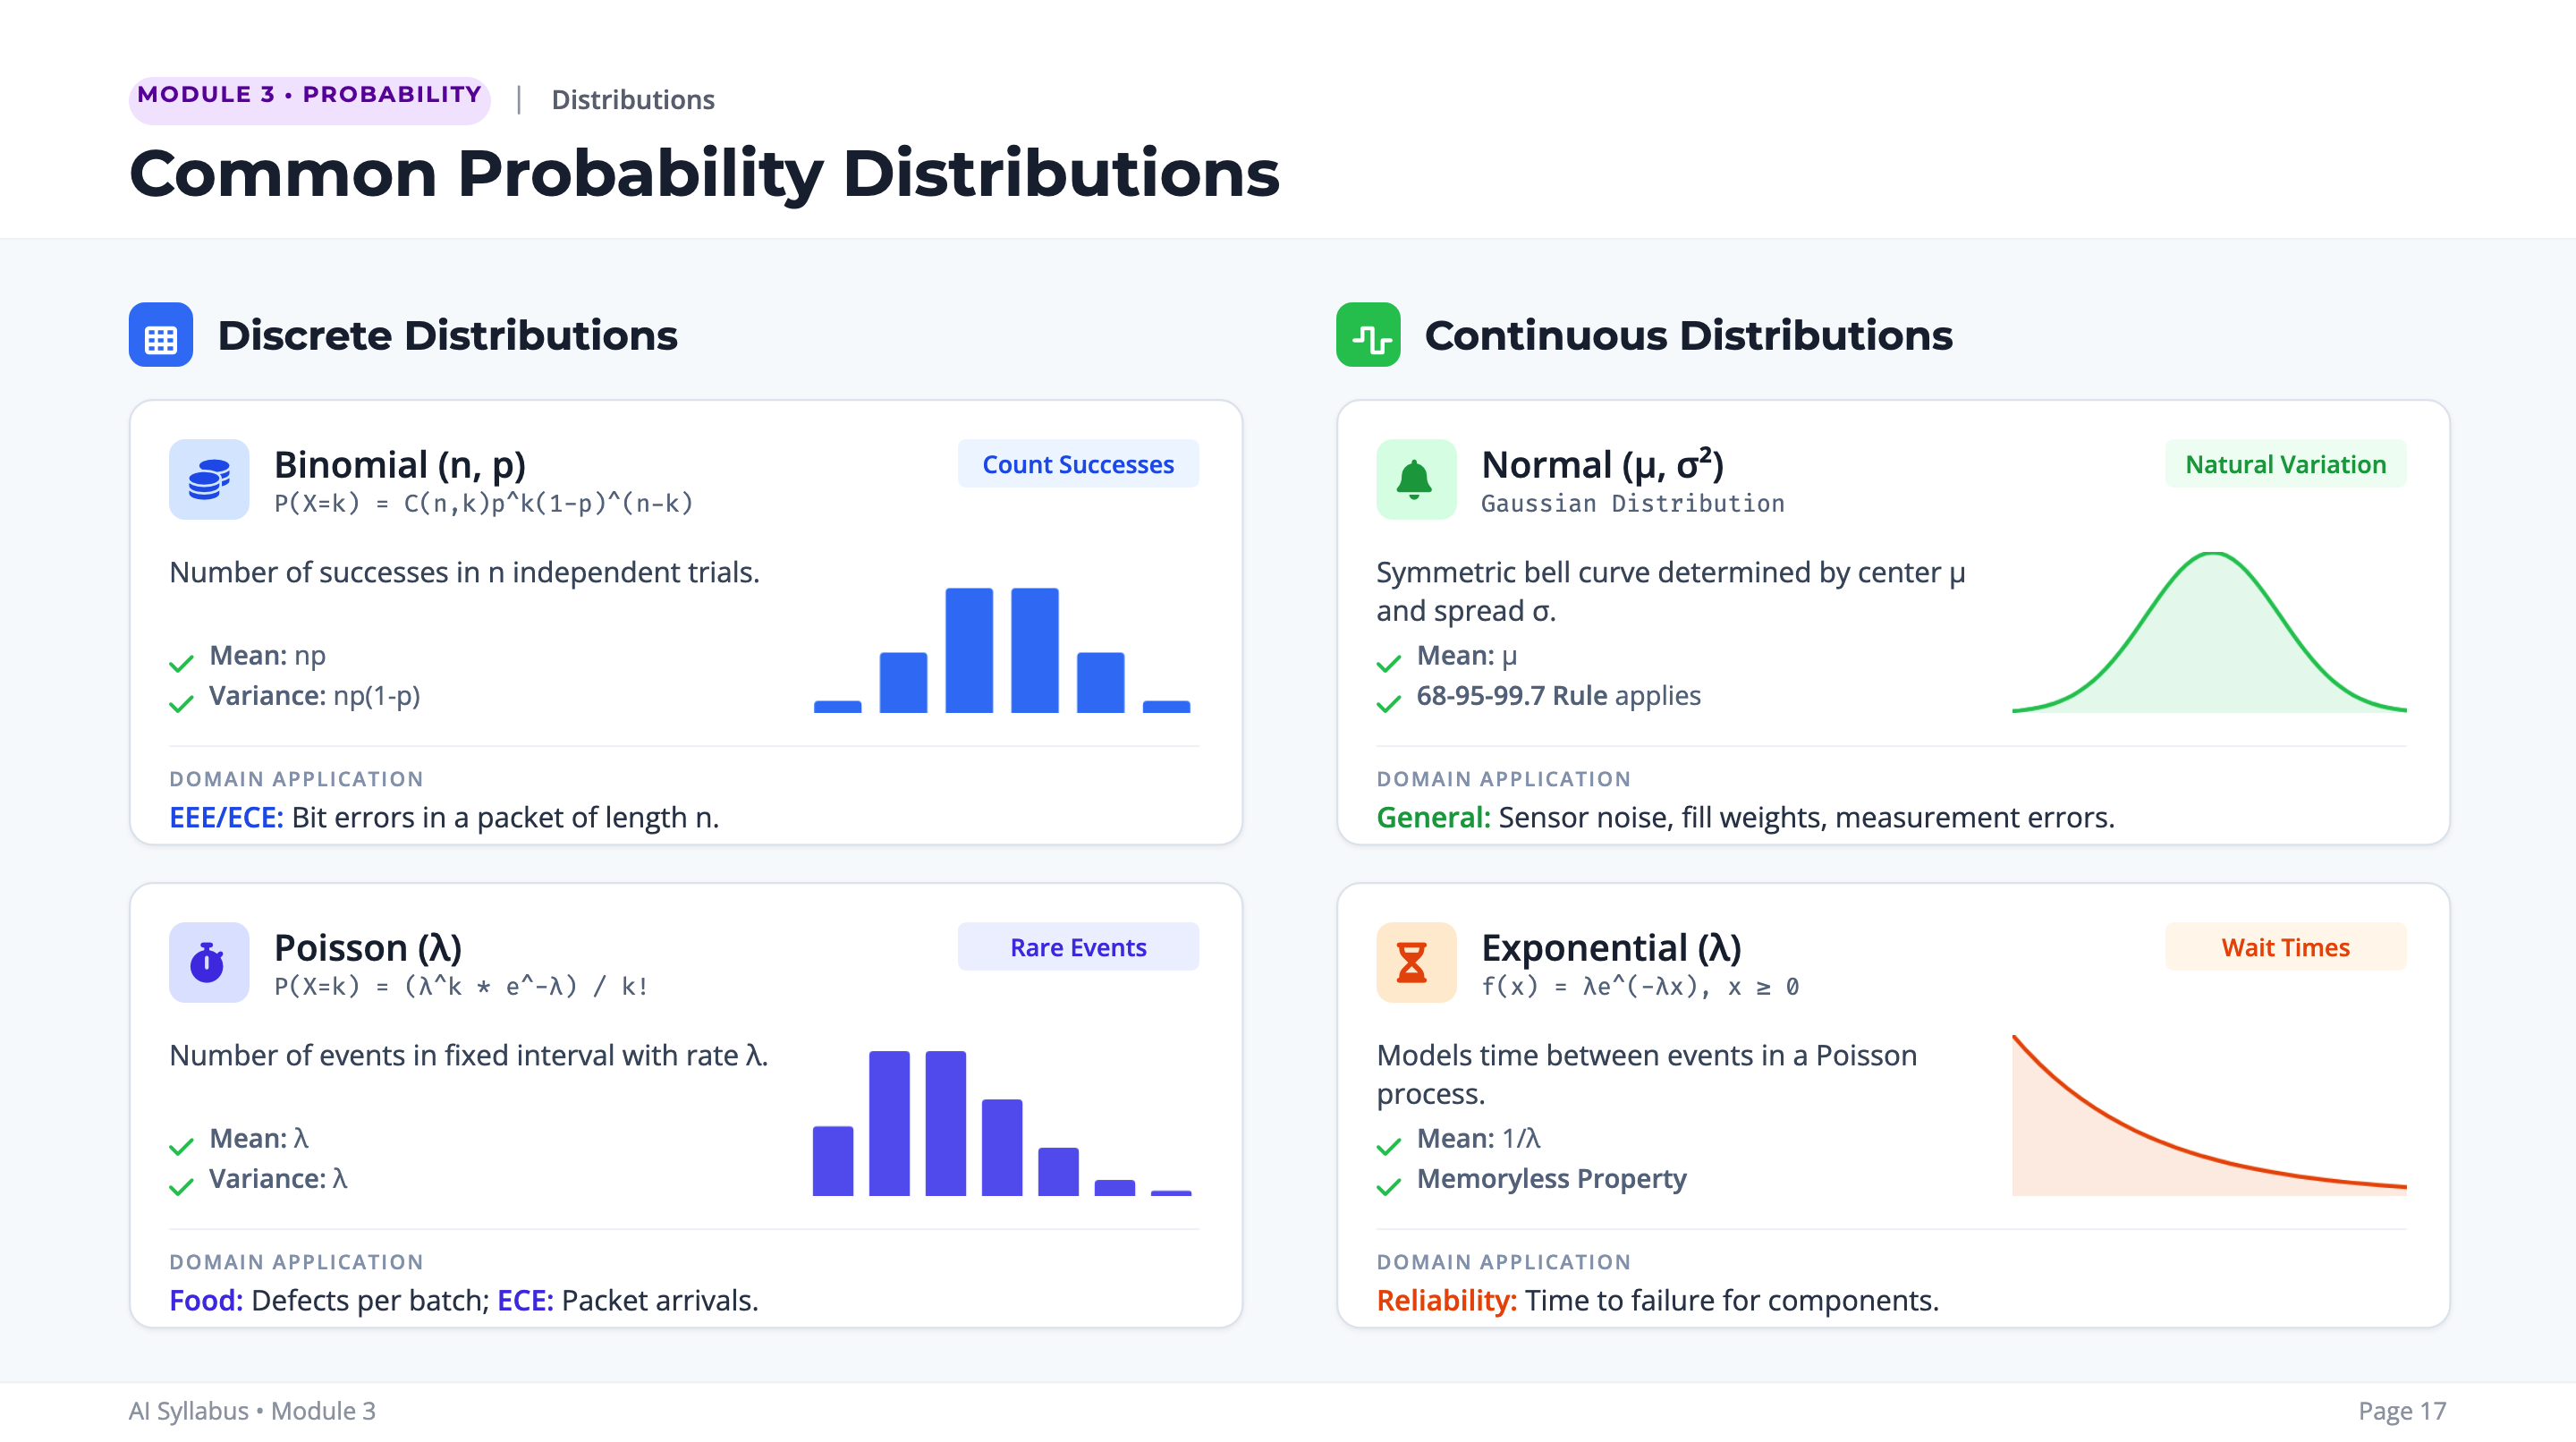 MODULE 3 • PROBABILITY | Distributions
Common Probability Distributions
Discrete Distributions
Binomial (n, p)
P(X=k) = C(n,k)p^k(1-p)^(n-k)
Count Successes
Number of successes in n independent trials.
Mean: np
Variance: np(1-p)
DOMAIN APPLICATION
EEE/ECE: Bit errors in a packet of length n.
Poisson (λ)
P(X=k) = (λ^k * e^-λ) / k!
Rare Events
Number of events in fixed interval with rate λ.
Mean: λ
Variance: λ
DOMAIN APPLICATION
Food: Defects per batch; ECE: Packet arrivals.
Continuous Distributions
Normal (μ, σ²)
Gaussian Distribution
Natural Variation
Symmetric bell curve determined by center μ
and spread σ.
Mean: μ
68-95-99.7 Rule applies
DOMAIN APPLICATION
General: Sensor noise, fill weights, measurement errors.
Exponential (λ)
f(x) = λe^(-λx), x ≥ 0
Wait Times
Models time between events in a Poisson
process.
Mean: 1/λ
Memoryless Property
DOMAIN APPLICATION
Reliability: Time to failure for components.
AI Syllabus • Module 3
Page 17